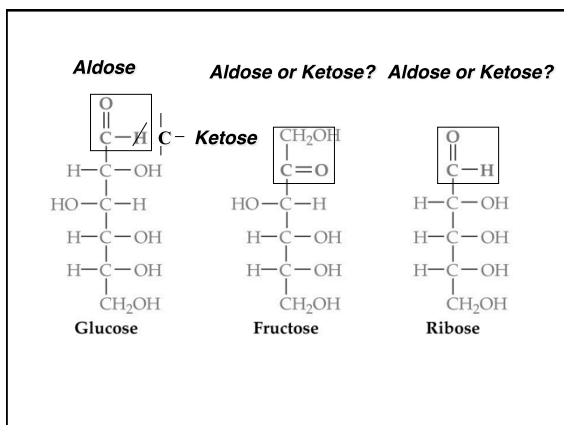 Aldose
Aldose or Ketose?
Aldose or Ketose?
O
C H C Ketose
CH₂OH
O
H C OH
C O
C H
HO C H
HO C H
H C OH
H C OH
H C OH
H C OH
H C OH
H C OH
H C OH
CH₂OH
CH₂OH
CH₂OH
Glucose
Fructose
Ribose